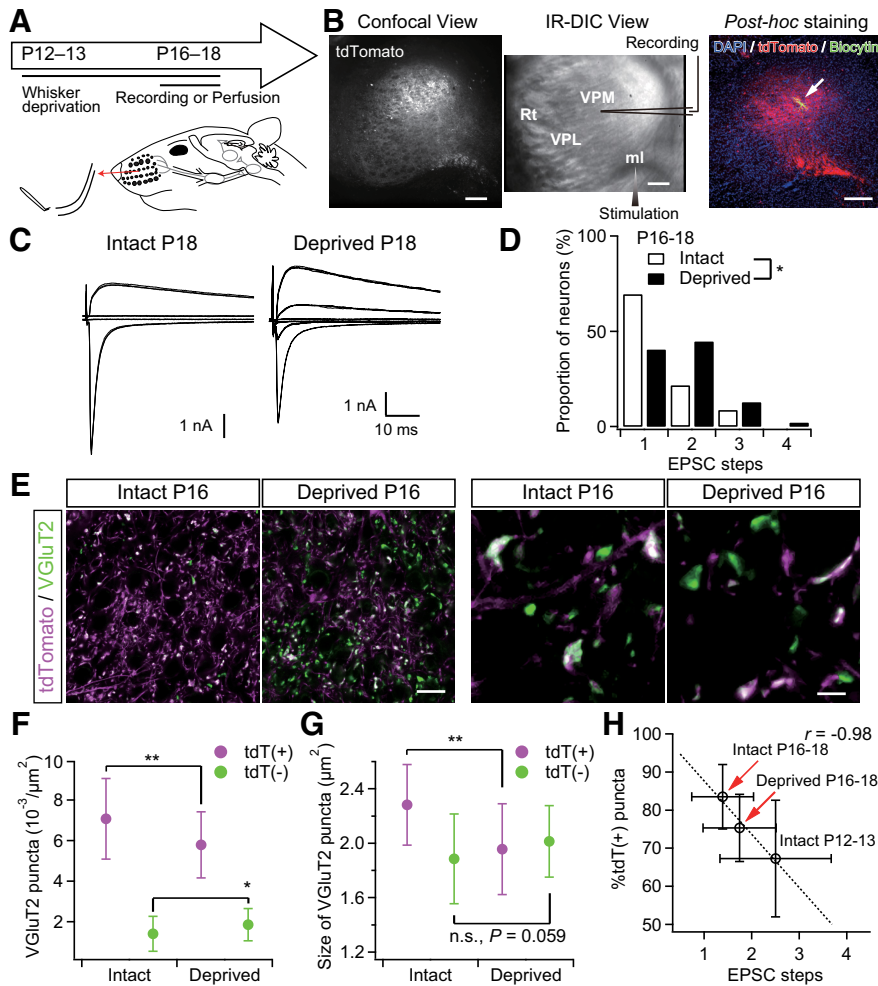 A
P12–13
P16–18
Whisker
deprivation
Recording or Perfusion
B
Confocal View
tdTomato
IR-DIC View
Recording
Rt
VPM
VPL
ml
Stimulation
Post-hoc staining
DAPI / tdTomato / Biocytin
C
Intact P18
Deprived P18
1 nA
1 nA
10 ms
D
P16-18
Intact
Deprived
*
Proportion of neurons (%)
100
50
0
1 2 3 4
EPSC steps
E
tdTomato / VGluT2
Intact P16
Deprived P16
Intact P16
Deprived P16
F
tdT(+)
tdT(-)
VGluT2 puncta (10⁻³/μm²)
10
8
6
4
2
**
*
Intact Deprived
G
tdT(+)
tdT(-)
Size of VGluT2 puncta (μm²)
2.4
2.0
1.6
1.2
**
n.s., P = 0.059
Intact Deprived
H
r = -0.98
Intact P16-18
Deprived P16-18
Intact P12-13
%tdT(+) puncta
100
90
80
70
60
50
1 2 3 4
EPSC steps